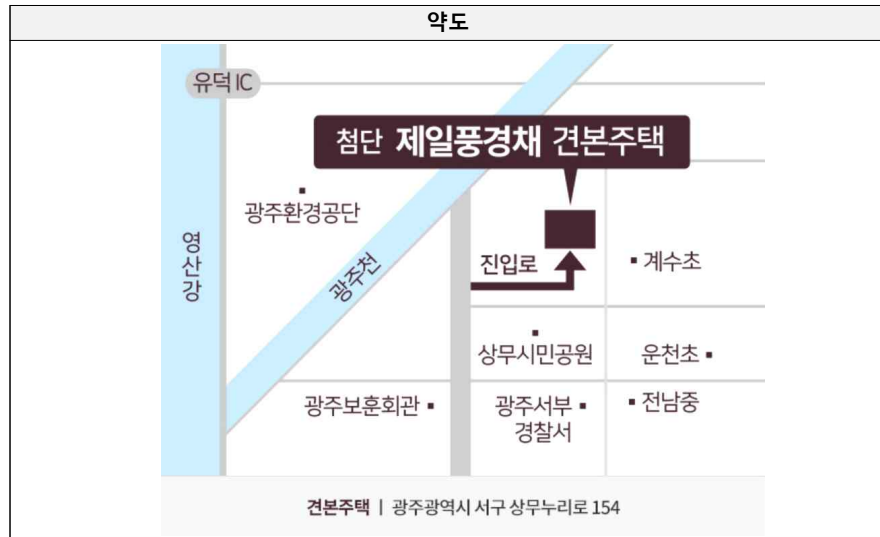 약도
유덕IC
첨단 제일풍경채 견본주택
광주환경공단
영산강
광주천
진입로
계수초
상무시민공원
운천초
광주보훈회관
광주서부
경찰서
전남중
견본주택 | 광주광역시 서구 상무누리로 154